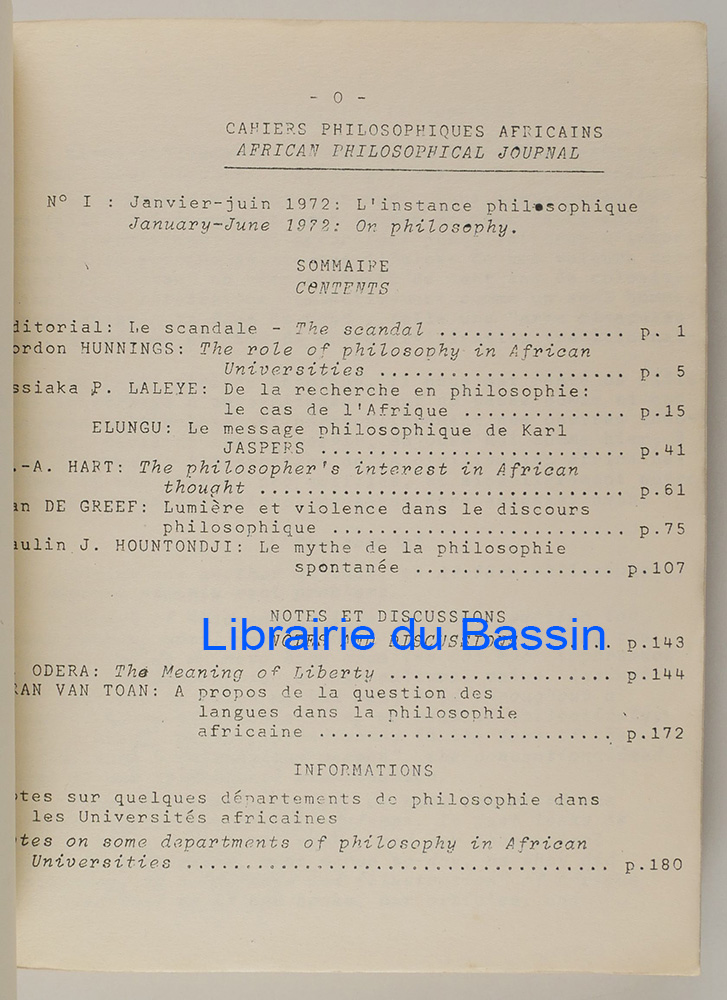 - 0 -
CAHIERS PHILOSOPHIQUES AFRICAINS
AFRICAN PHILOSOPHICAL JOURNAL
N° I : Janvier-juin 1972: L'instance philosophique
January-June 1972: On philosophy.
SOMMAIRE
CONTENTS
ditorial: Le scandale - The scandal ................ p. 1
ordon HUNNINGS: The role of philosophy in African
Universities ..................... p. 5
ssiaka P. LALEYE: De la recherche en philosophie:
le cas de l'Afrique .............. p.15
ELUNGU: Le message philosophique de Karl
JASPERS .......................... p.41
.-A. HART: The philosopher's interest in African
thought ............................... p.61
an DE GREEF: Lumière et violence dans le discours
philosophique ......................... p.75
aulin J. HOUNTONDJI: Le mythe de la philosophie
spontanée ................. p.107
NOTES ET DISCUSSIONS
NOTES AND DISCUSSIONS .. p.143
Librairie du Bassin
ODERA: The Meaning of Liberty ................... p.144
RAN VAN TOAN: A propos de la question des
langues dans la philosophie
africaine ......................... p.172
INFORMATIONS
otes sur quelques départements de philosophie dans
les Universités africaines
otes on some departments of philosophy in African
Universities .................................... p.180